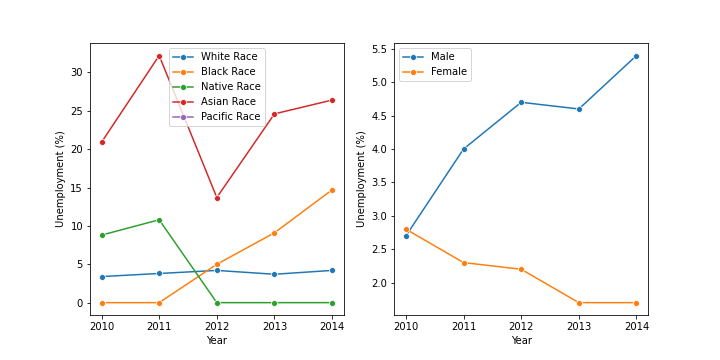 White Race
Black Race
Native Race
Asian Race
Pacific Race
30
25
20
15
10
5
0
Unemployment (%)
2010 2011 2012 2013 2014
Year
Male
Female
5.5
5.0
4.5
4.0
3.5
3.0
2.5
2.0
Unemployment (%)
2010 2011 2012 2013 2014
Year